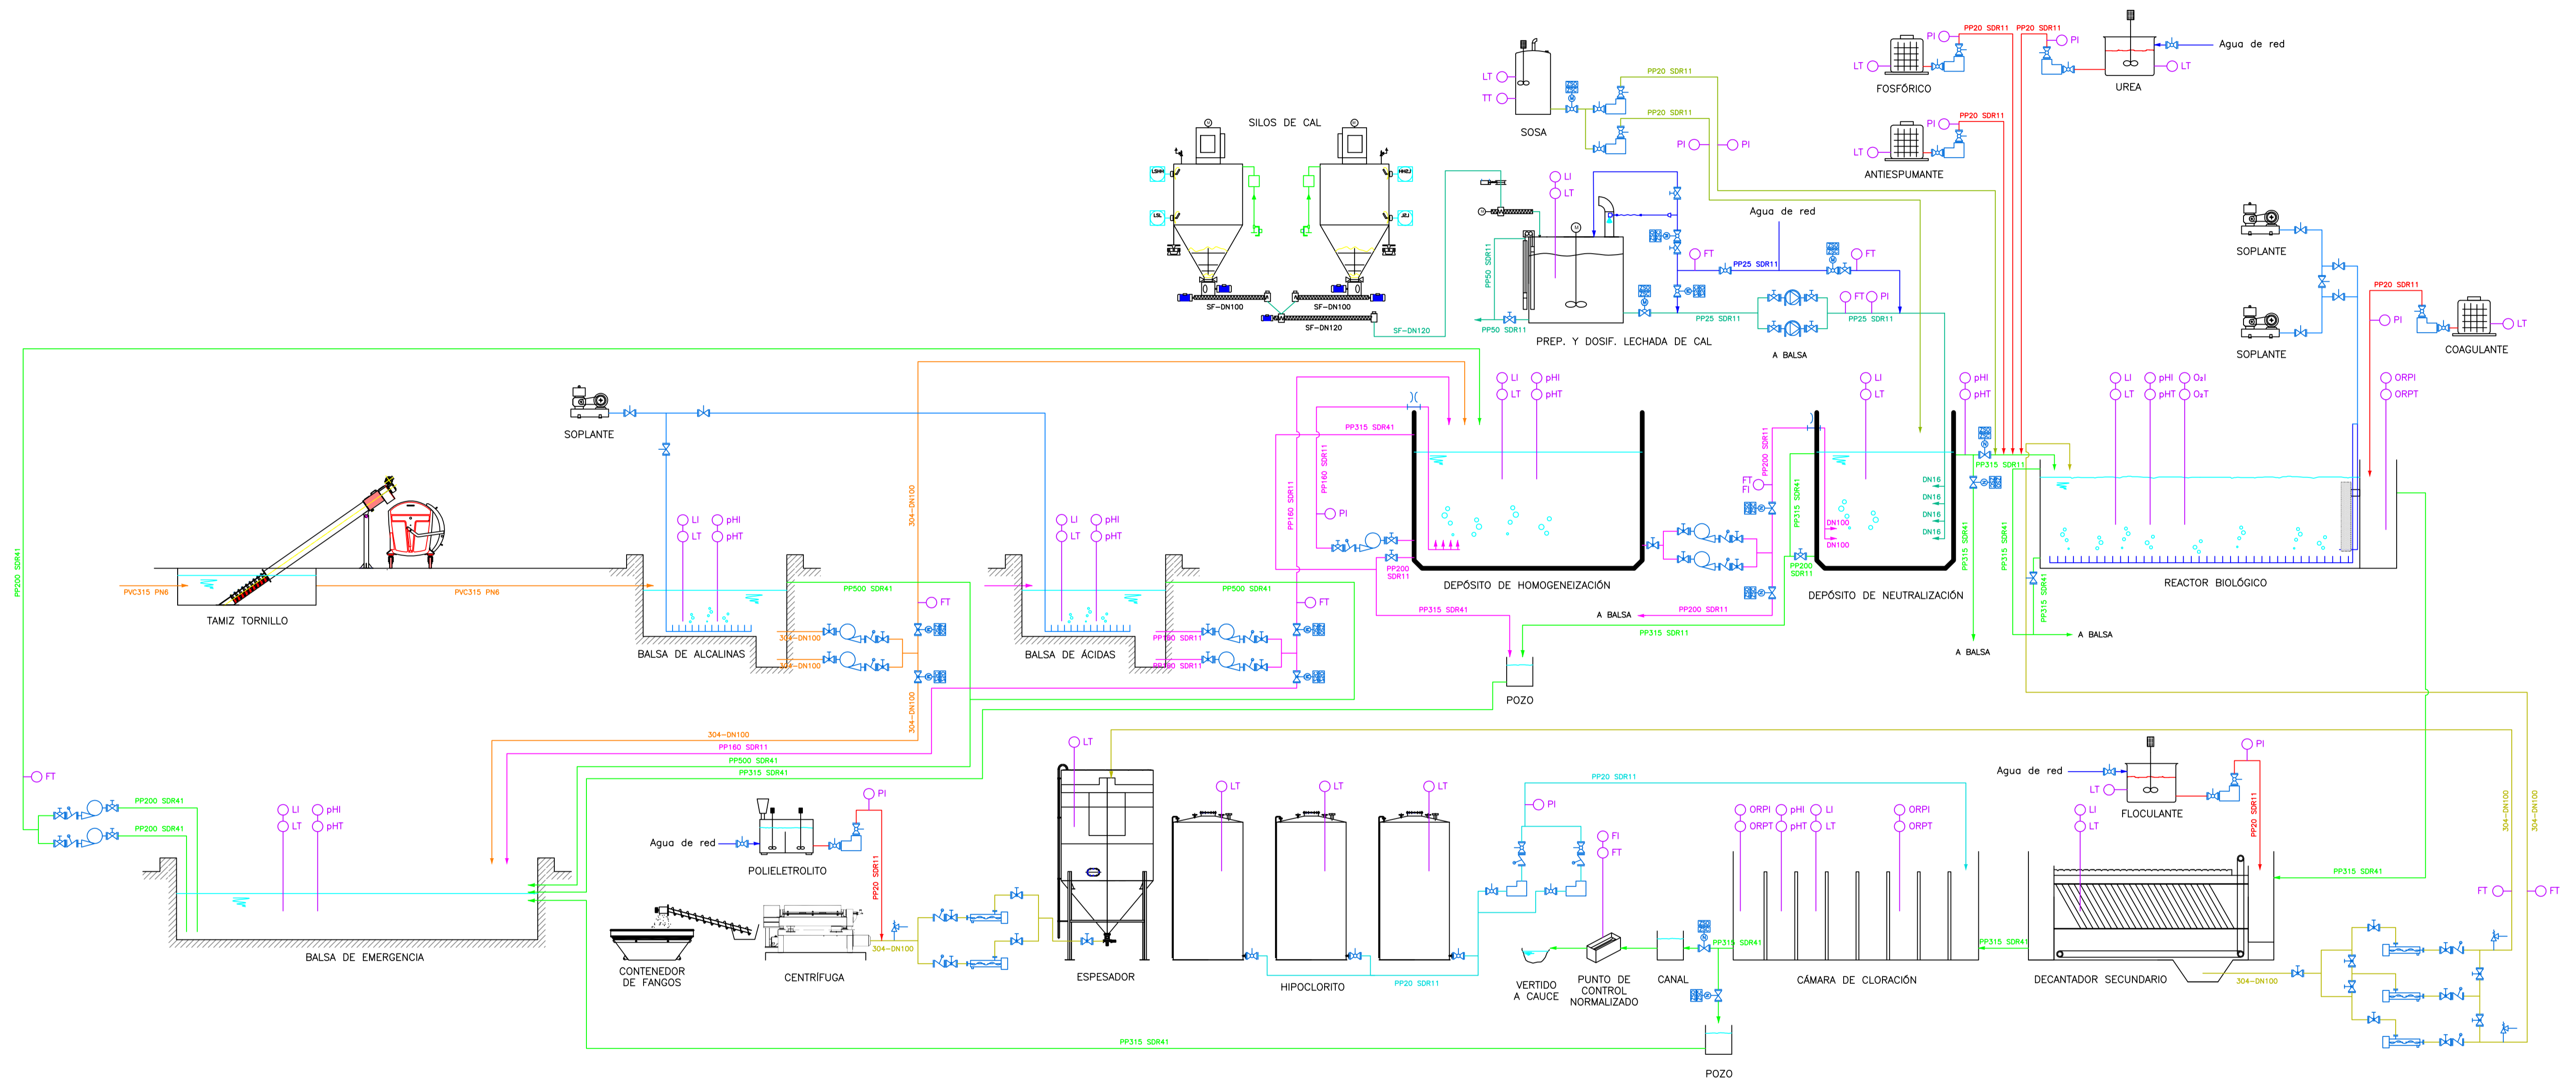 PP20 SDR11
PP20 SDR11
PI
PI
Agua de red
LT
LT
FOSFÓRICO
UREA
LT
TT
SOSA
PP20 SDR11
PP20 SDR11
PI
PI
PP20 SDR11
PI
LT
ANTIESPUMANTE
SILOS DE CAL
M
M
LSHH
LSL
SF-DN100
SF-DN100
SF-DN120
SF-DN120
LI
LT
M
M
PP50 SDR11
PP50 SDR11
PREP. Y DOSIF. LECHADA DE CAL
Agua de red
FT
PP25 SDR11
FT
FT
PI
PP25 SDR11
PP25 SDR11
A BALSA
SOPLANTE
SOPLANTE
PP20 SDR11
PI
LT
COAGULANTE
SOPLANTE
304-DN100
PP160 SDR11
PP160 SDR11
PP315 SDR41
PI
LI
LT
pHI
pHT
PP200 SDR11
DEPÓSITO DE HOMOGENEIZACIÓN
PP200 SDR11
FT
FI
PP315 SDR41
LI
LT
DN100
DN100
DN16
DN16
DN16
DN16
PP200 SDR11
DEPÓSITO DE NEUTRALIZACIÓN
pHI
pHT
PP315 SDR11
PP315 SDR41
PP315 SDR41
PP315 SDR41
A BALSA
A BALSA
LI
LT
pHI
pHT
O₂I
O₂T
ORPI
ORPT
REACTOR BIOLÓGICO
PP200 SDR41
PVC315 PN6
TAMIZ TORNILLO
PVC315 PN6
LI
LT
pHI
pHT
PP500 SDR41
304-DN100
304-DN100
BALSA DE ALCALINAS
FT
304-DN100
LI
LT
pHI
pHT
PP500 SDR41
PP160 SDR11
PP160 SDR11
BALSA DE ÁCIDAS
FT
PP315 SDR41
A BALSA
PP200 SDR11
PP315 SDR11
POZO
304-DN100
PP160 SDR11
PP500 SDR41
PP315 SDR41
FT
PP200 SDR41
PP200 SDR41
LI
LT
pHI
pHT
BALSA DE EMERGENCIA
PI
Agua de red
POLIELETROLITO
PP20 SDR11
CONTENEDOR
DE FANGOS
CENTRÍFUGA
304-DN100
LT
ESPESADOR
LT
LT
LT
HIPOCLORITO
PP20 SDR11
PP20 SDR11
PI
FI
FT
VERTIDO
A CAUCE
PUNTO DE
CONTROL
NORMALIZADO
CANAL
PP315 SDR41
ORPI
ORPT
pHI
pHT
LI
LT
ORPI
ORPT
CÁMARA DE CLORACIÓN
PP315 SDR41
Agua de red
LT
FLOCULANTE
PI
PP20 SDR11
LI
LT
DECANTADOR SECUNDARIO
PP315 SDR41
304-DN100
304-DN100
304-DN100
FT
FT
PP315 SDR41
POZO